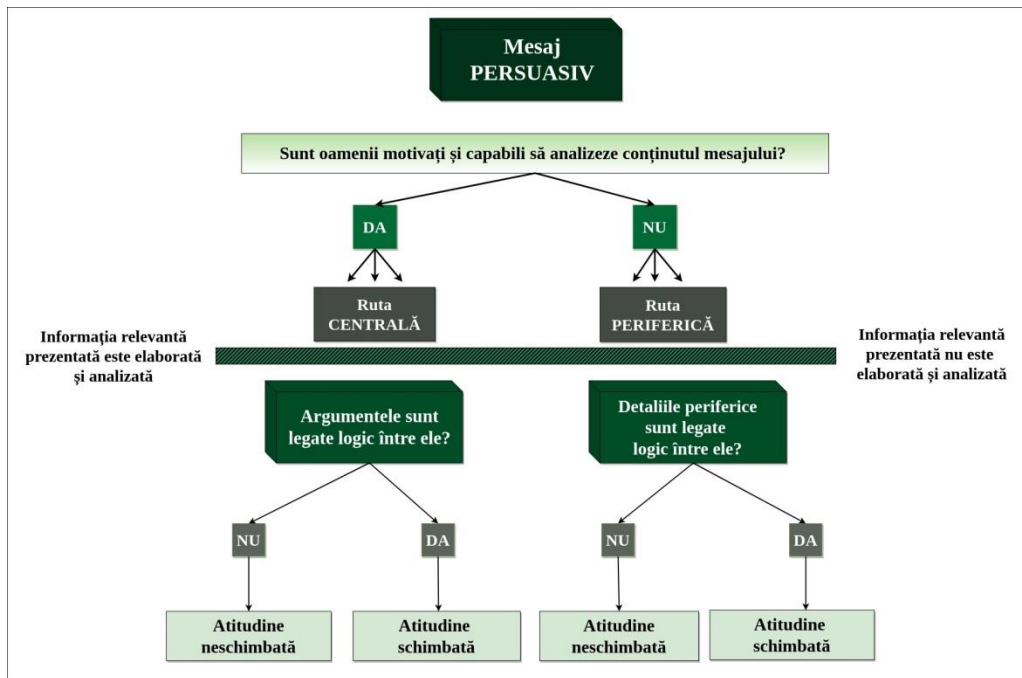 Mesaj
PERSUASIV
Sunt oamenii motivați și capabili să analizeze conținutul mesajului?
DA
NU
Ruta
CENTRALĂ
Ruta
PERIFERICĂ
Informația relevantă
prezentată este elaborată
și analizată
Informația relevantă
prezentată nu este
elaborată și analizată
Argumentele sunt
legate logic între ele?
Detaliile periferice
sunt legate
logic între ele?
NU
DA
NU
DA
Atitudine
neschimbată
Atitudine
schimbată
Atitudine
neschimbată
Atitudine
schimbată